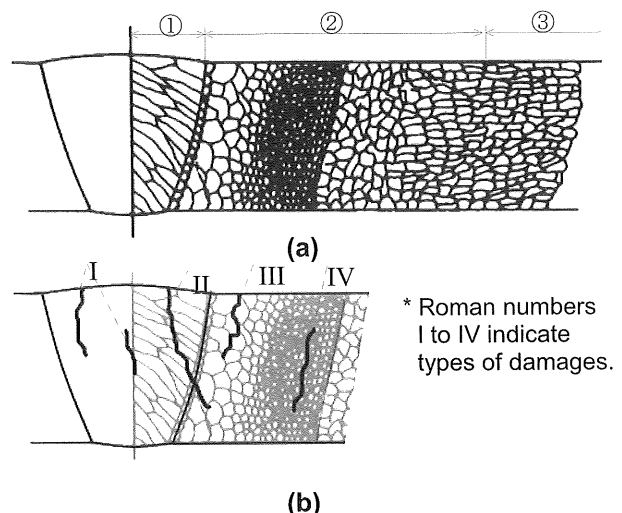 ① ② ③
(a)
I II III IV
* Roman numbers
I to IV indicate
types of damages.
(b)